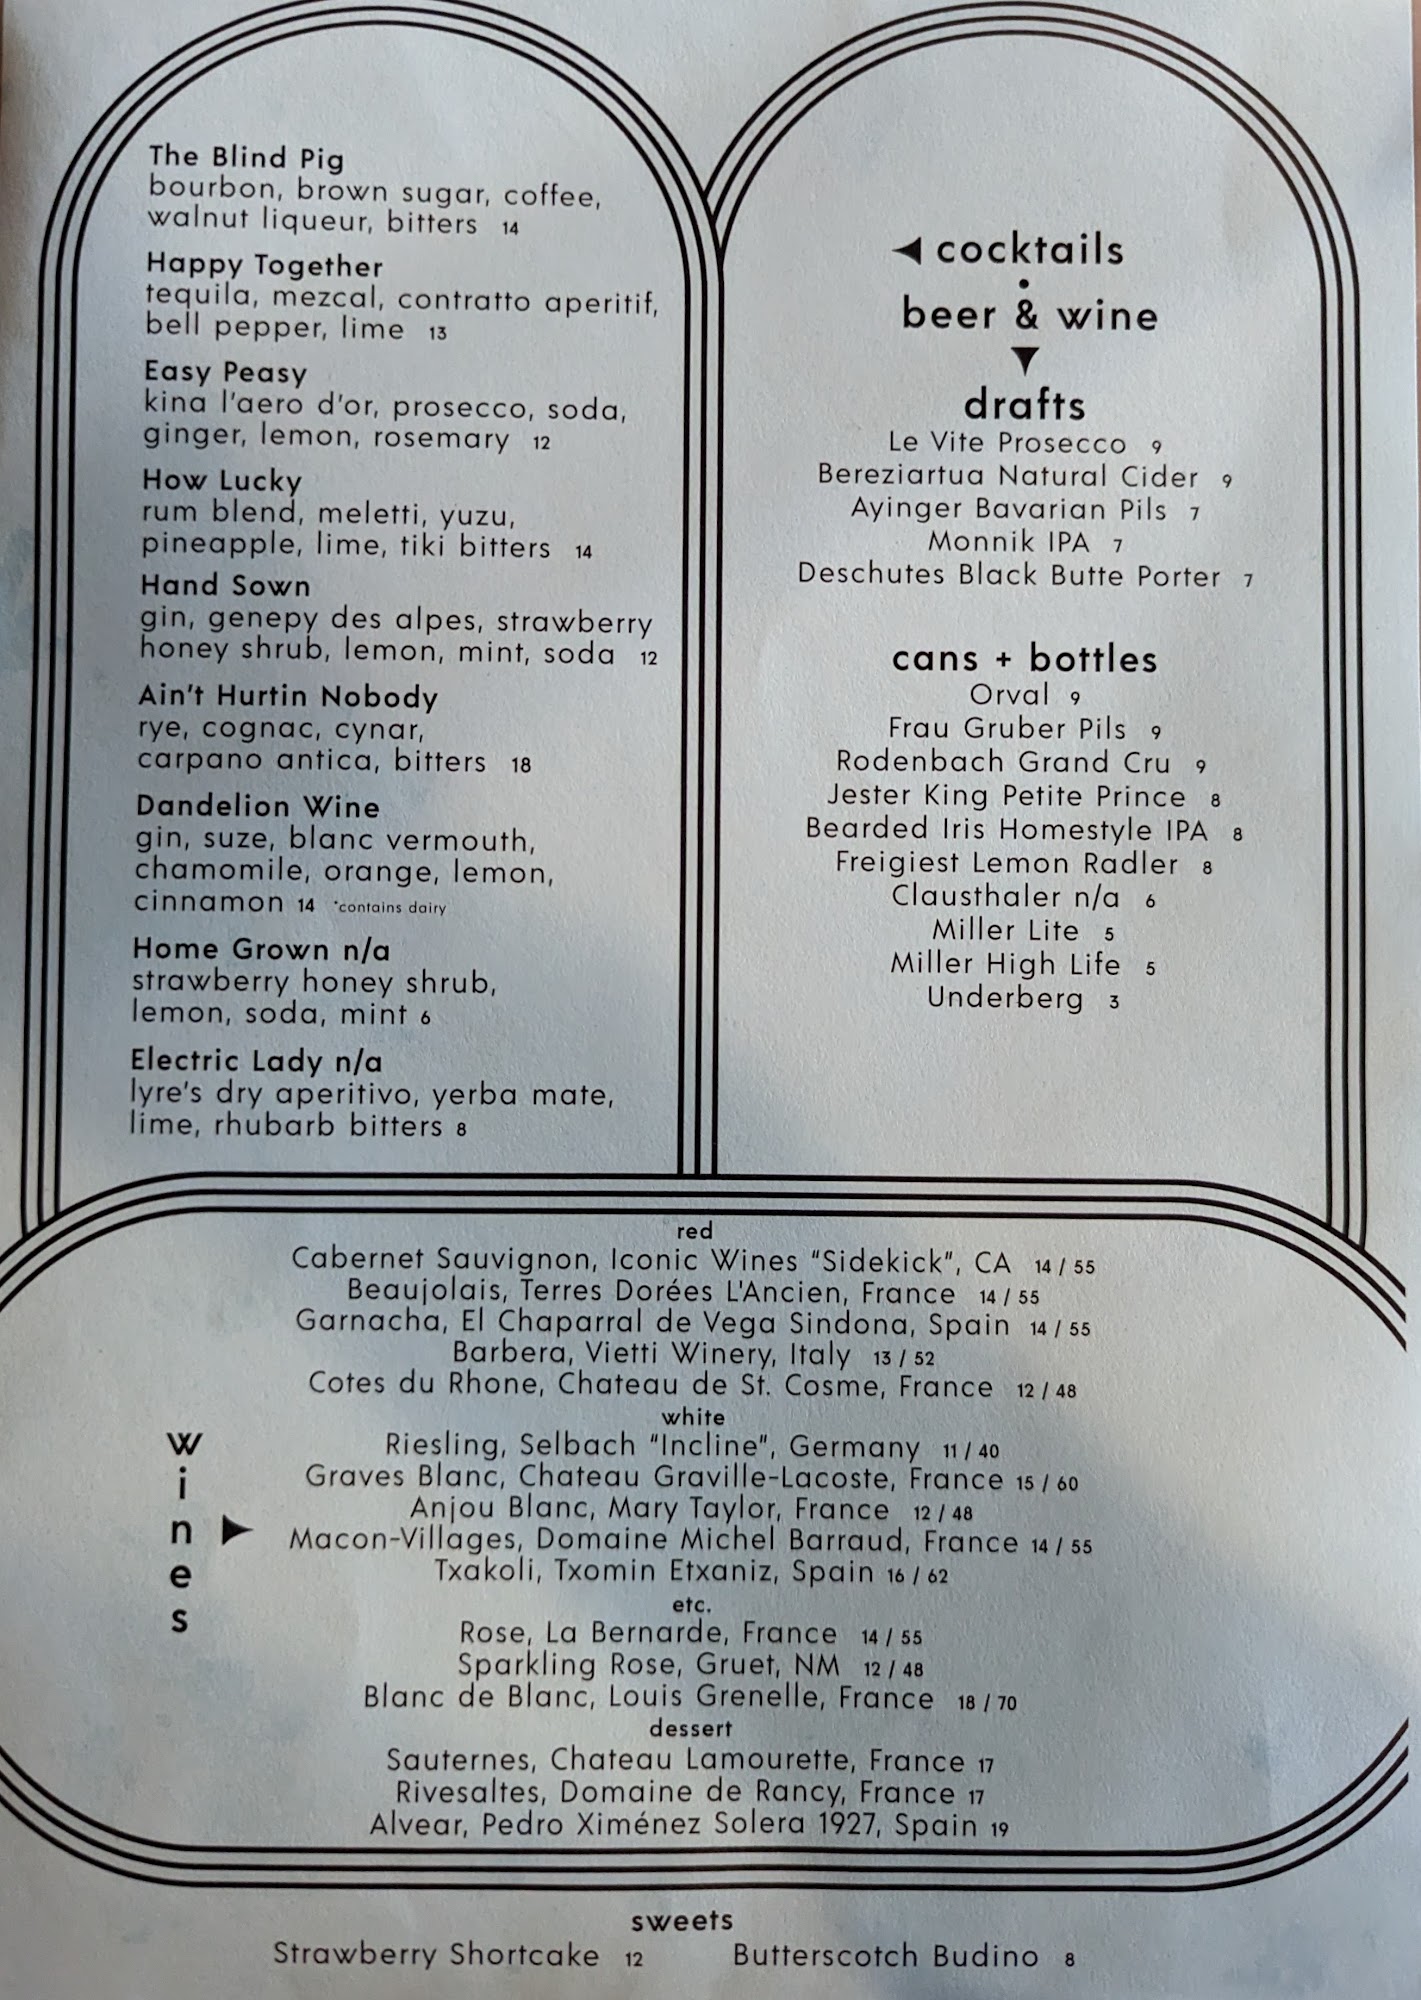 The Blind Pig
bourbon, brown sugar, coffee,
walnut liqueur, bitters 14
Happy Together
tequila, mezcal, contratto aperitif,
bell pepper, lime 13
Easy Peasy
kina l'aero d'or, prosecco, soda,
ginger, lemon, rosemary 12
How Lucky
rum blend, meletti, yuzu,
pineapple, lime, tiki bitters 14
Hand Sown
gin, genepy des alpes, strawberry
honey shrub, lemon, mint, soda 12
Ain't Hurtin Nobody
rye, cognac, cynar,
carpano antica, bitters 18
Dandelion Wine
gin, suze, blanc vermouth,
chamomile, orange, lemon,
cinnamon 14 *contains dairy
Home Grown n/a
strawberry honey shrub,
lemon, soda, mint 6
Electric Lady n/a
lyre's dry aperitivo, yerba mate,
lime, rhubarb bitters 8
cocktails
beer & wine
drafts
Le Vite Prosecco 9
Bereziartua Natural Cider 9
Ayinger Bavarian Pils 7
Monnik IPA 7
Deschutes Black Butte Porter 7
cans + bottles
Orval 9
Frau Gruber Pils 9
Rodenbach Grand Cru 9
Jester King Petite Prince 8
Bearded Iris Homestyle IPA 8
Freigiest Lemon Radler 8
Clausthaler n/a 6
Miller Lite 5
Miller High Life 5
Underberg 3
wines
red
Cabernet Sauvignon, Iconic Wines "Sidekick", CA 14 / 55
Beaujolais, Terres Dorées L'Ancien, France 14 / 55
Garnacha, El Chaparral de Vega Sindona, Spain 14 / 55
Barbera, Vietti Winery, Italy 13 / 52
Cotes du Rhone, Chateau de St. Cosme, France 12 / 48
white
Riesling, Selbach "Incline", Germany 11 / 40
Graves Blanc, Chateau Graville-Lacoste, France 15 / 60
Anjou Blanc, Mary Taylor, France 12 / 48
Macon-Villages, Domaine Michel Barraud, France 14 / 55
Txakoli, Txomin Etxaniz, Spain 16 / 62
etc.
Rose, La Bernarde, France 14 / 55
Sparkling Rose, Gruet, NM 12 / 48
Blanc de Blanc, Louis Grenelle, France 18 / 70
dessert
Sauternes, Chateau Lamourette, France 17
Rivesaltes, Domaine de Rancy, France 17
Alvear, Pedro Ximénez Solera 1927, Spain 19
sweets
Strawberry Shortcake 12 Butterscotch Budino 8